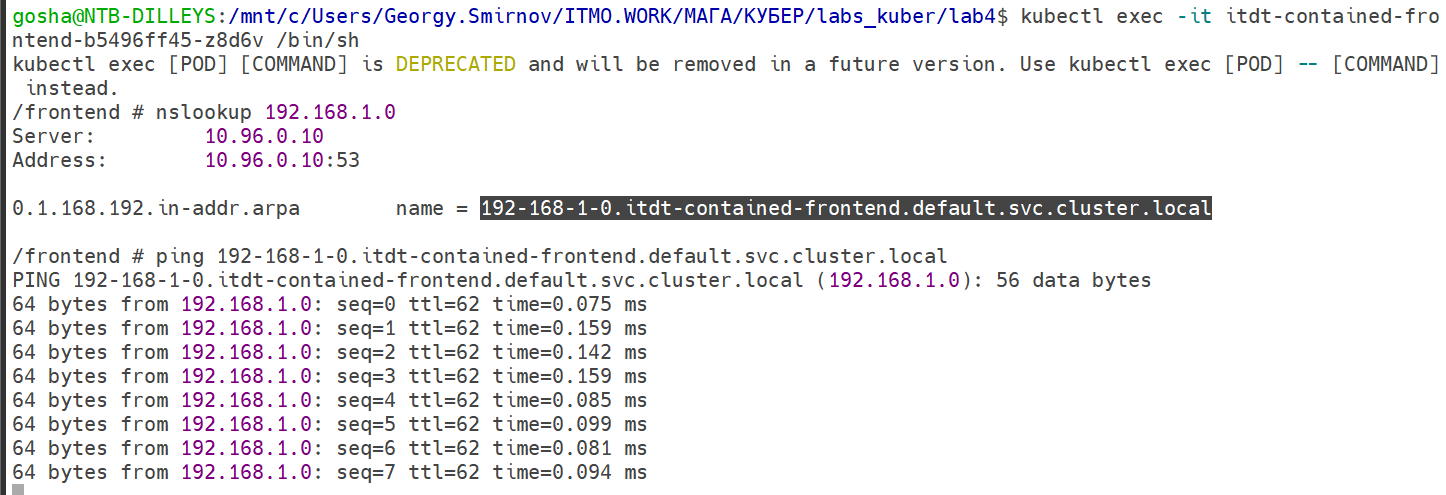 gosha@NTB-DILLEYS:/mnt/c/Users/Georgy.Smirnov/ITMO.WORK/МАГА/КУБЕР/labs_kuber/lab4$ kubectl exec -it itdt-contained-fro
ntend-b5496ff45-z8d6v /bin/sh
kubectl exec [POD] [COMMAND] is DEPRECATED and will be removed in a future version. Use kubectl exec [POD] -- [COMMAND]
 instead.
/frontend # nslookup 192.168.1.0
Server:         10.96.0.10
Address:        10.96.0.10:53

0.1.168.192.in-addr.arpa        name = 192-168-1-0.itdt-contained-frontend.default.svc.cluster.local

/frontend # ping 192-168-1-0.itdt-contained-frontend.default.svc.cluster.local
PING 192-168-1-0.itdt-contained-frontend.default.svc.cluster.local (192.168.1.0): 56 data bytes
64 bytes from 192.168.1.0: seq=0 ttl=62 time=0.075 ms
64 bytes from 192.168.1.0: seq=1 ttl=62 time=0.159 ms
64 bytes from 192.168.1.0: seq=2 ttl=62 time=0.142 ms
64 bytes from 192.168.1.0: seq=3 ttl=62 time=0.159 ms
64 bytes from 192.168.1.0: seq=4 ttl=62 time=0.085 ms
64 bytes from 192.168.1.0: seq=5 ttl=62 time=0.099 ms
64 bytes from 192.168.1.0: seq=6 ttl=62 time=0.081 ms
64 bytes from 192.168.1.0: seq=7 ttl=62 time=0.094 ms